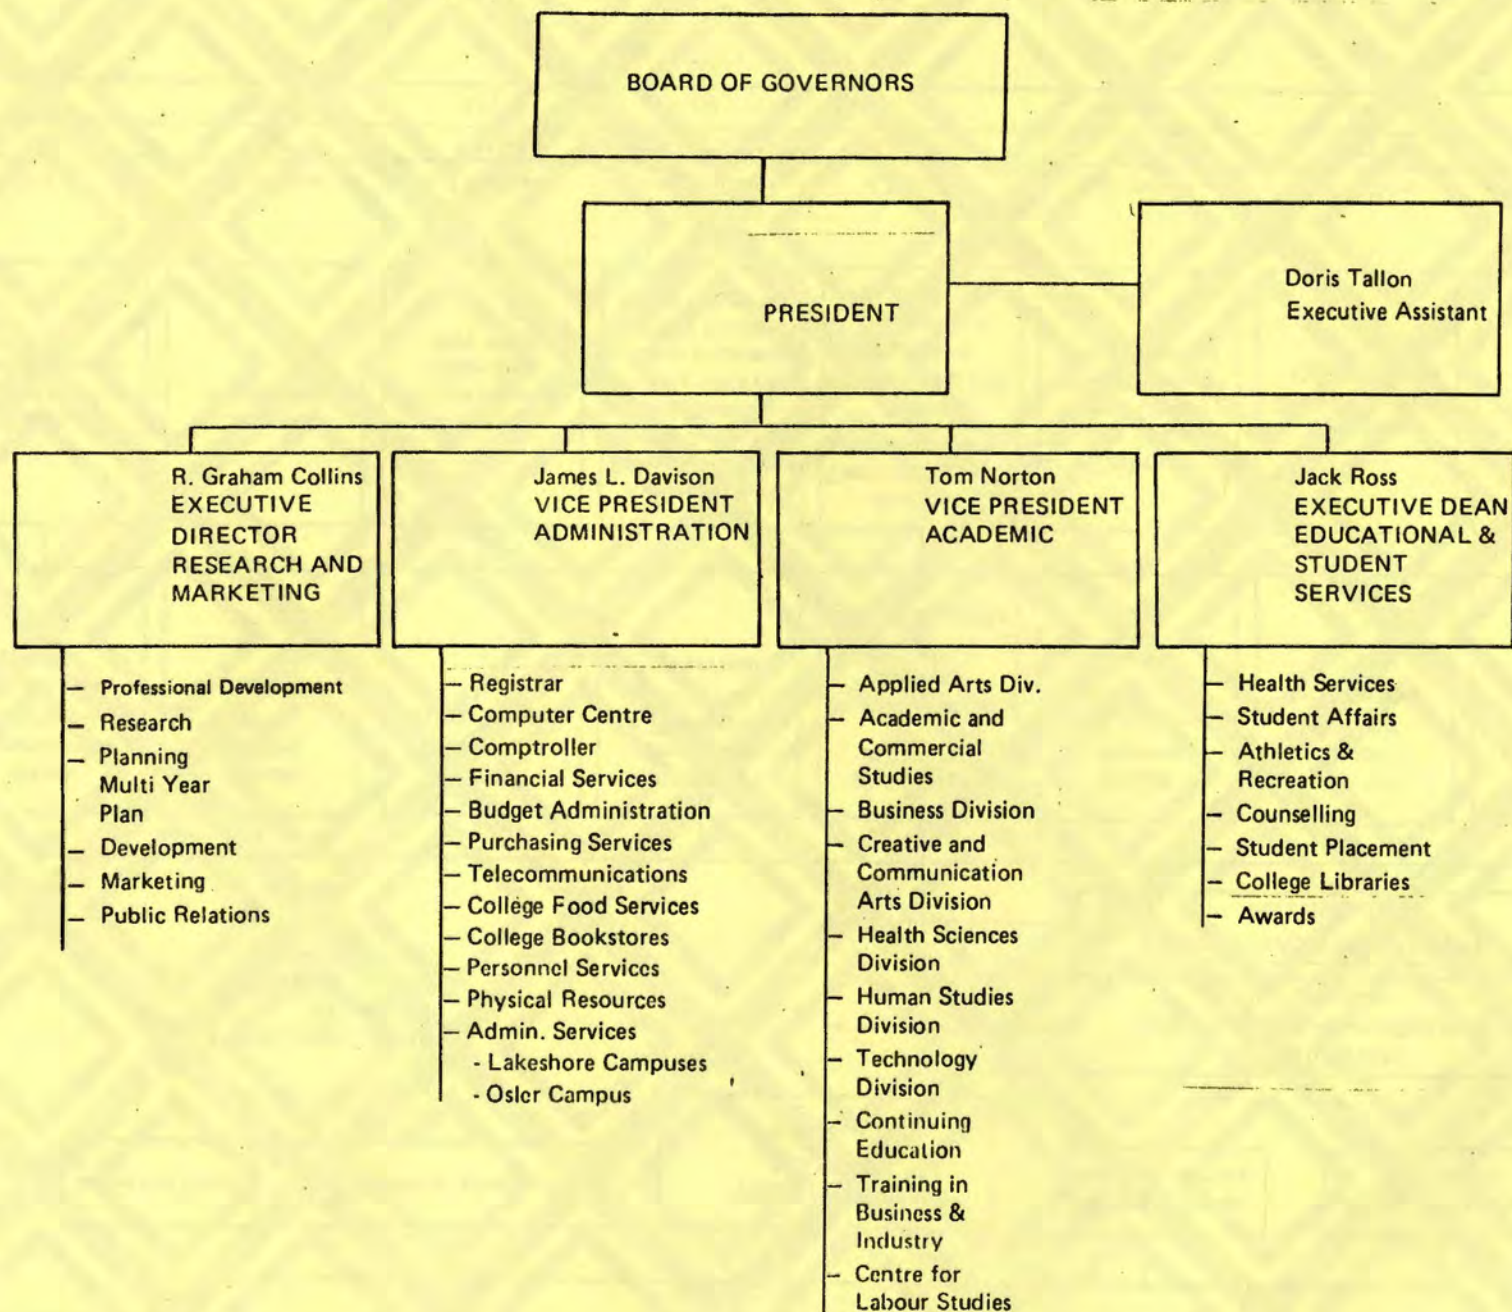 BOARD OF GOVERNORS
PRESIDENT
Doris Tallon
Executive Assistant
R. Graham Collins
EXECUTIVE
DIRECTOR
RESEARCH AND
MARKETING
– Professional Development
– Research
– Planning
Multi Year
Plan
– Development
– Marketing
– Public Relations
James L. Davison
VICE PRESIDENT
ADMINISTRATION
– Registrar
– Computer Centre
– Comptroller
– Financial Services
– Budget Administration
– Purchasing Services
– Telecommunications
– College Food Services
– College Bookstores
– Personnel Services
– Physical Resources
– Admin. Services
- Lakeshore Campuses
- Osler Campus
Tom Norton
VICE PRESIDENT
ACADEMIC
– Applied Arts Div.
– Academic and
Commercial
Studies
– Business Division
– Creative and
Communication
Arts Division
– Health Sciences
Division
– Human Studies
Division
– Technology
Division
– Continuing
Education
– Training in
Business &
Industry
– Centre for
Labour Studies
Jack Ross
EXECUTIVE DEAN
EDUCATIONAL &
STUDENT
SERVICES
– Health Services
– Student Affairs
– Athletics &
Recreation
– Counselling
– Student Placement
– College Libraries
– Awards